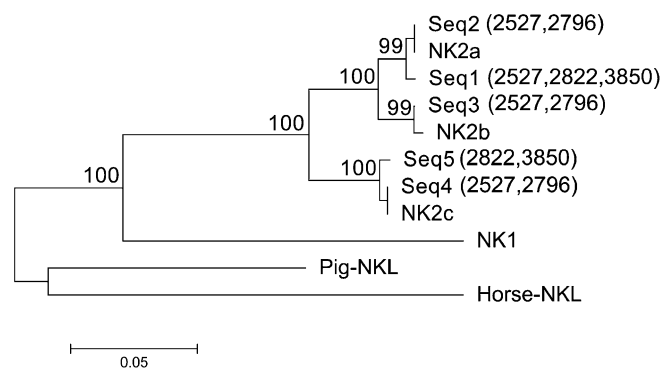 Seq2 (2527,2796)
99
NK2a
100
Seq1 (2527,2822,3850)
99
Seq3 (2527,2796)
100
NK2b
100
Seq5 (2822,3850)
100
Seq4 (2527,2796)
NK2c
NK1
Pig-NKL
Horse-NKL
0.05